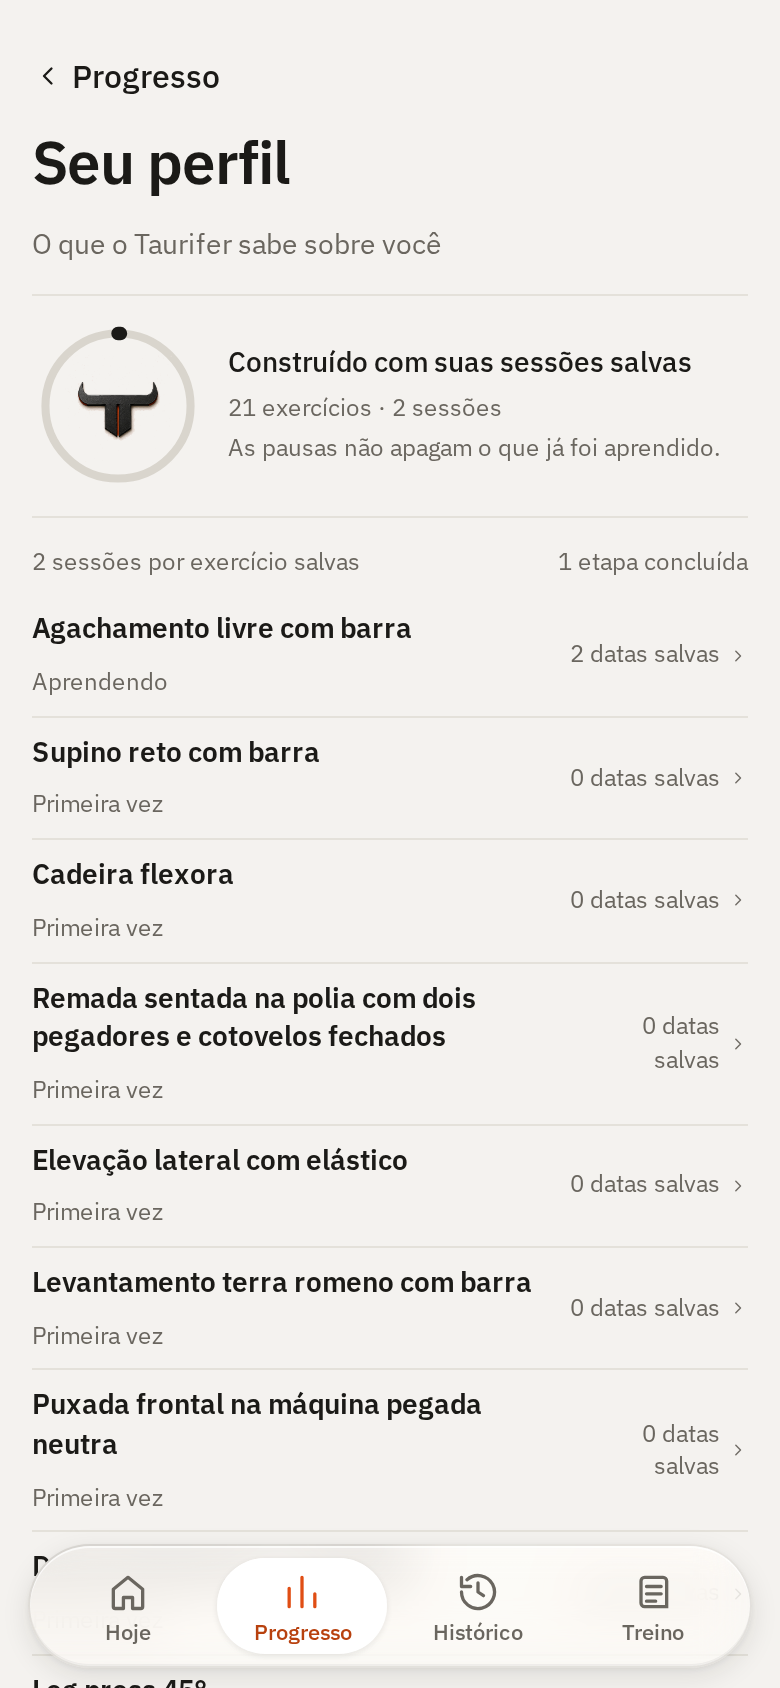 Progresso
Seu perfil
O que o Taurifer sabe sobre você
Construído com suas sessões salvas
21 exercícios · 2 sessões
As pausas não apagam o que já foi aprendido.
2 sessões por exercício salvas
1 etapa concluída
Agachamento livre com barra
2 datas salvas
Aprendendo
Supino reto com barra
0 datas salvas
Primeira vez
Cadeira flexora
0 datas salvas
Primeira vez
Remada sentada na polia com dois
pegadores e cotovelos fechados
0 datas
salvas
Primeira vez
Elevação lateral com elástico
0 datas salvas
Primeira vez
Levantamento terra romeno com barra
0 datas salvas
Primeira vez
Puxada frontal na máquina pegada
neutra
0 datas
salvas
Primeira vez
Hoje
Progresso
Histórico
Treino
Leg press 45°